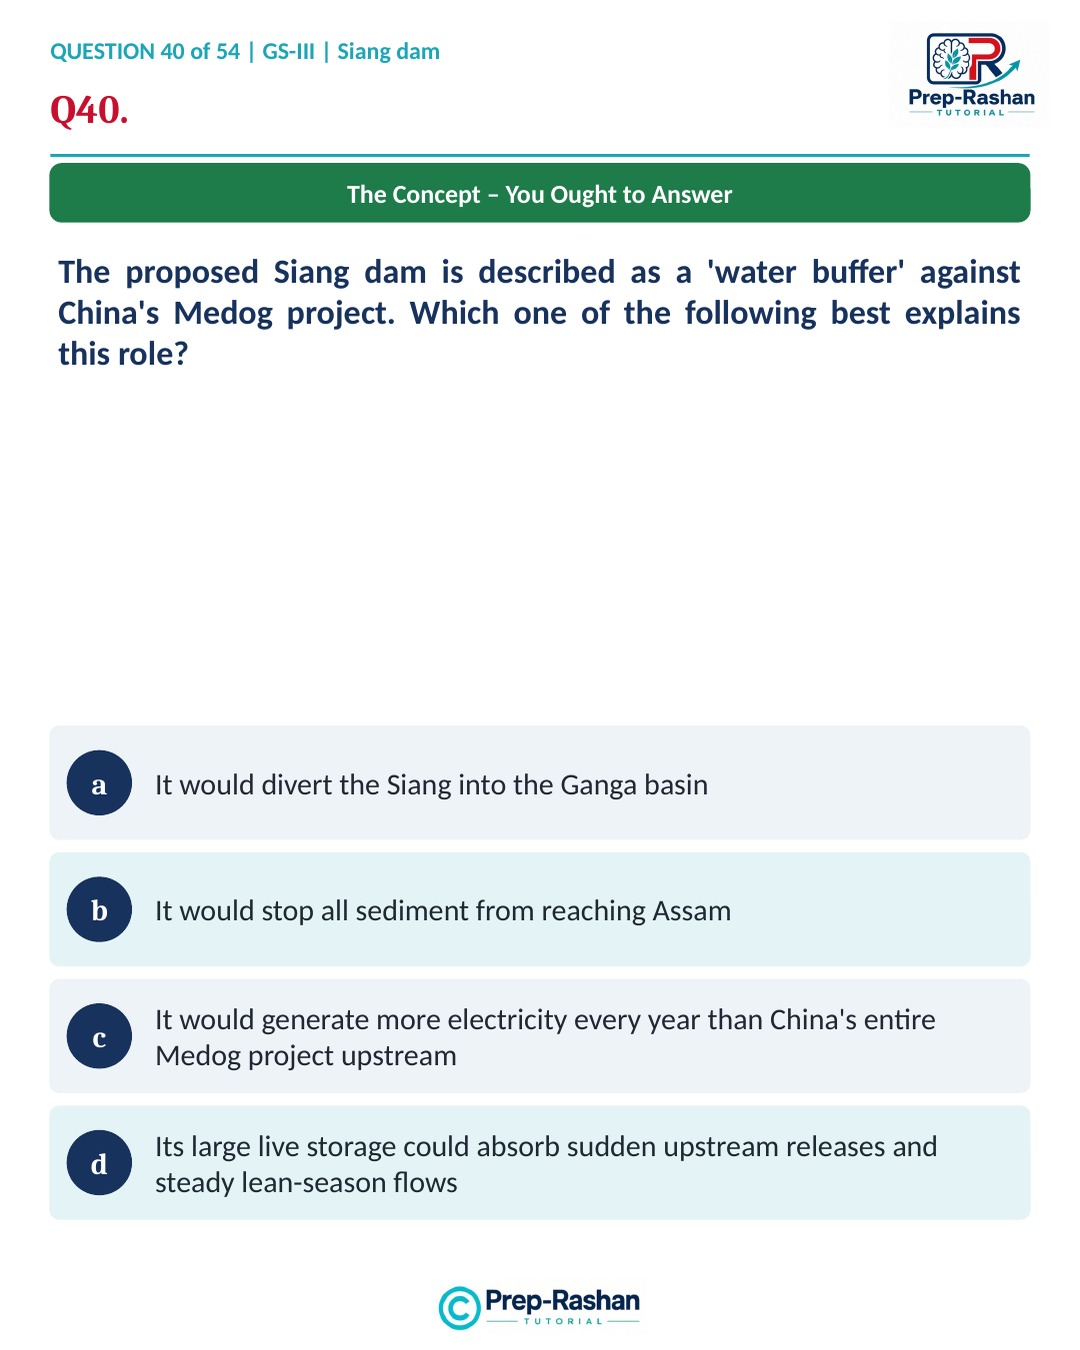 QUESTION 40 of 54 | GS-III | Siang dam
Q40.
R
Prep-Rashan
TUTORIAL
The Concept – You Ought to Answer
The proposed Siang dam is described as a 'water buffer' against
China's Medog project. Which one of the following best explains
this role?
a It would divert the Siang into the Ganga basin
b It would stop all sediment from reaching Assam
c It would generate more electricity every year than China's entire
Medog project upstream
d Its large live storage could absorb sudden upstream releases and
steady lean-season flows
© Prep-Rashan
TUTORIAL